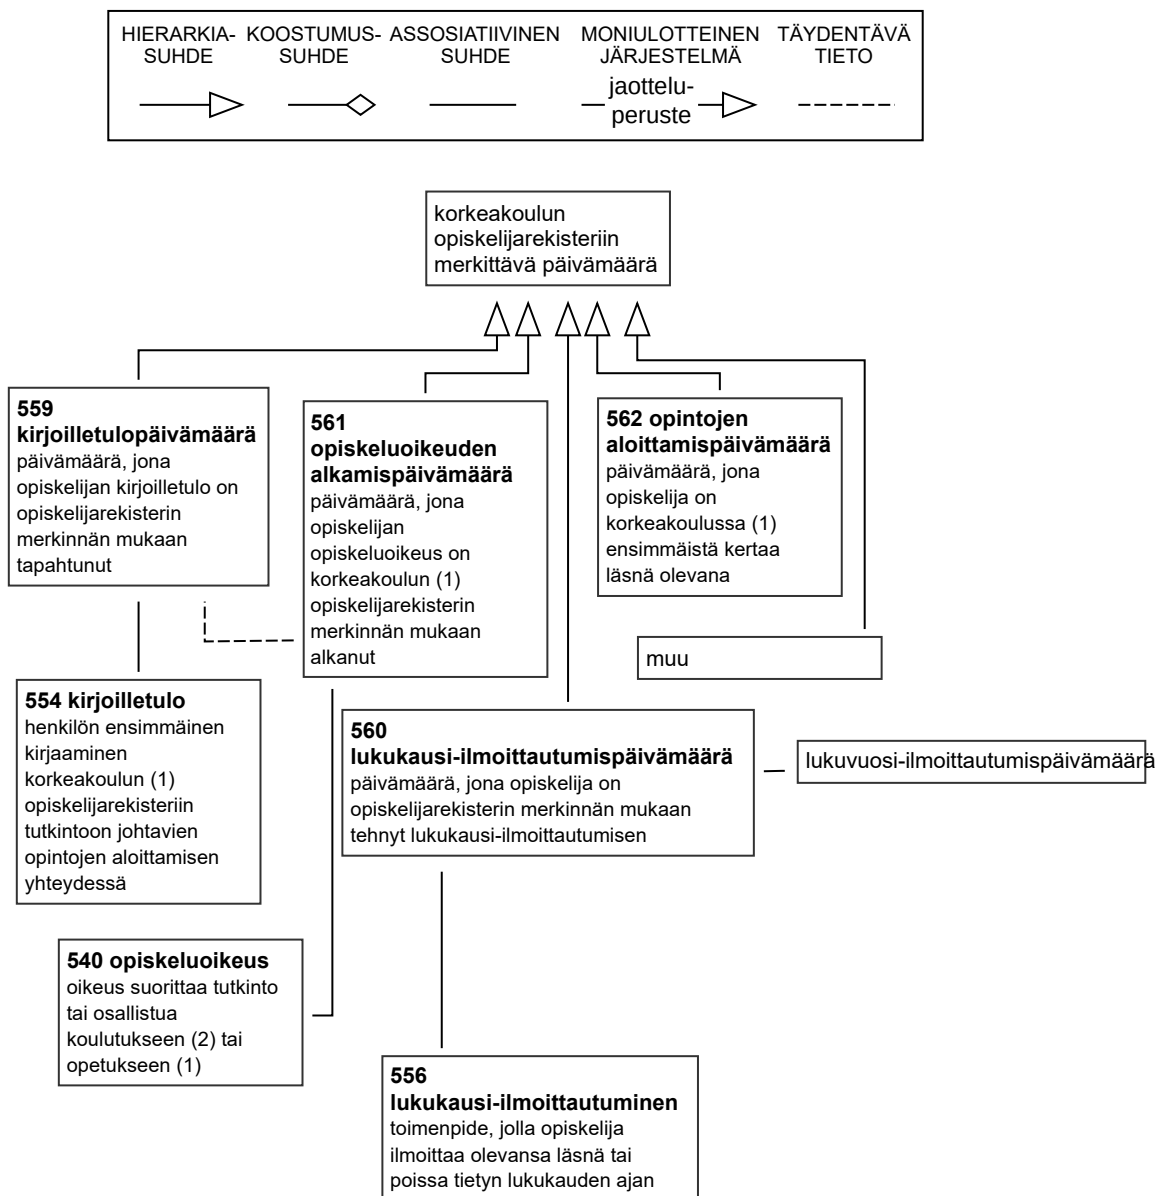 HIERARKIA-
SUHDE
KOOSTUMUS-
SUHDE
ASSOSIATIIVINEN
SUHDE
MONIULOTTEINEN
JÄRJESTELMÄ
jaottelu-
peruste
TÄYDENTÄVÄ
TIETO
korkeakoulun
opiskelijarekisteriin
merkittävä päivämäärä
559
kirjoilletulopäivämäärä
päivämäärä, jona
opiskelijan kirjoilletulo on
opiskelijarekisterin
merkinnän mukaan
tapahtunut
561
opiskeluoikeuden
alkamispäivämäärä
päivämäärä, jona
opiskelijan
opiskeluoikeus on
korkeakoulun (1)
opiskelijarekisterin
merkinnän mukaan
alkanut
562 opintojen
aloittamispäivämäärä
päivämäärä, jona
opiskelija on
korkeakoulussa (1)
ensimmäistä kertaa
läsnä olevana
muu
554 kirjoilletulo
henkilön ensimmäinen
kirjaaminen
korkeakoulun (1)
opiskelijarekisteriin
tutkintoon johtavien
opintojen aloittamisen
yhteydessä
560
lukukausi-ilmoittautumispäivämäärä
päivämäärä, jona opiskelija on
opiskelijarekisterin merkinnän mukaan
tehnyt lukukausi-ilmoittautumisen
lukuvuosi-ilmoittautumispäivämäärä
540 opiskeluoikeus
oikeus suorittaa tutkinto
tai osallistua
koulutukseen (2) tai
opetukseen (1)
556
lukukausi-ilmoittautuminen
toimenpide, jolla opiskelija
ilmoittaa olevansa läsnä tai
poissa tietyn lukukauden ajan